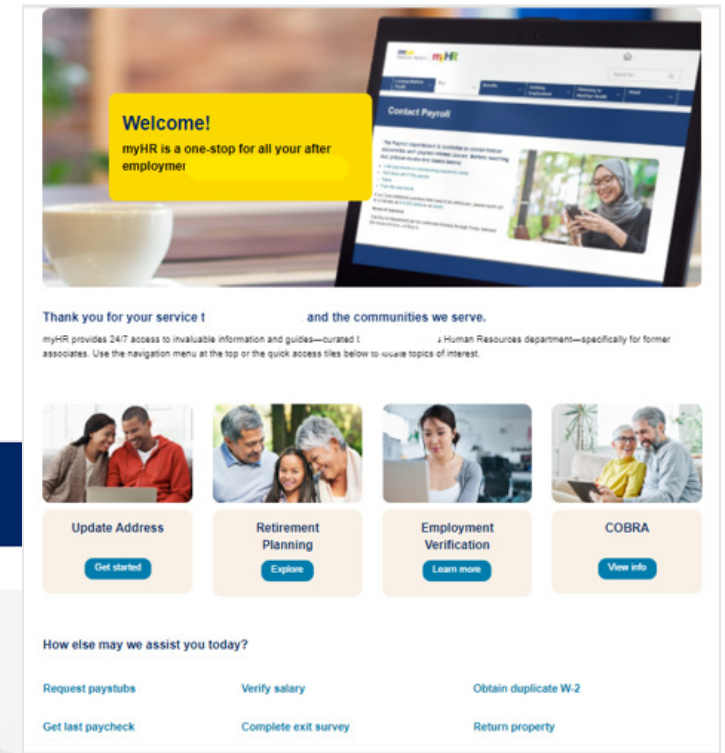 myHR
Contact Payroll
Welcome!
myHR is a one-stop for all your after
employmen
Thank you for your service t and the communities we serve.
myHR provides 24/7 access to invaluable information and guides—curated s Human Resources department—specifically for former
associates. Use the navigation menu at the top or the quick access tiles below to locate topics of interest.
Update Address
Get started
Retirement
Planning
Explore
Employment
Verification
Learn more
COBRA
View info
How else may we assist you today?
Request paystubs
Verify salary
Obtain duplicate W-2
Get last paycheck
Complete exit survey
Return property